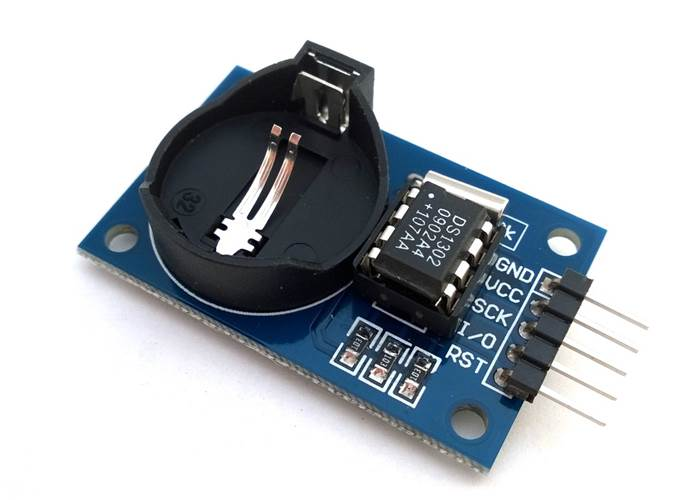 32
DS1302
0902A4
+107AA
GND
VCC
SCK
I/O
RST